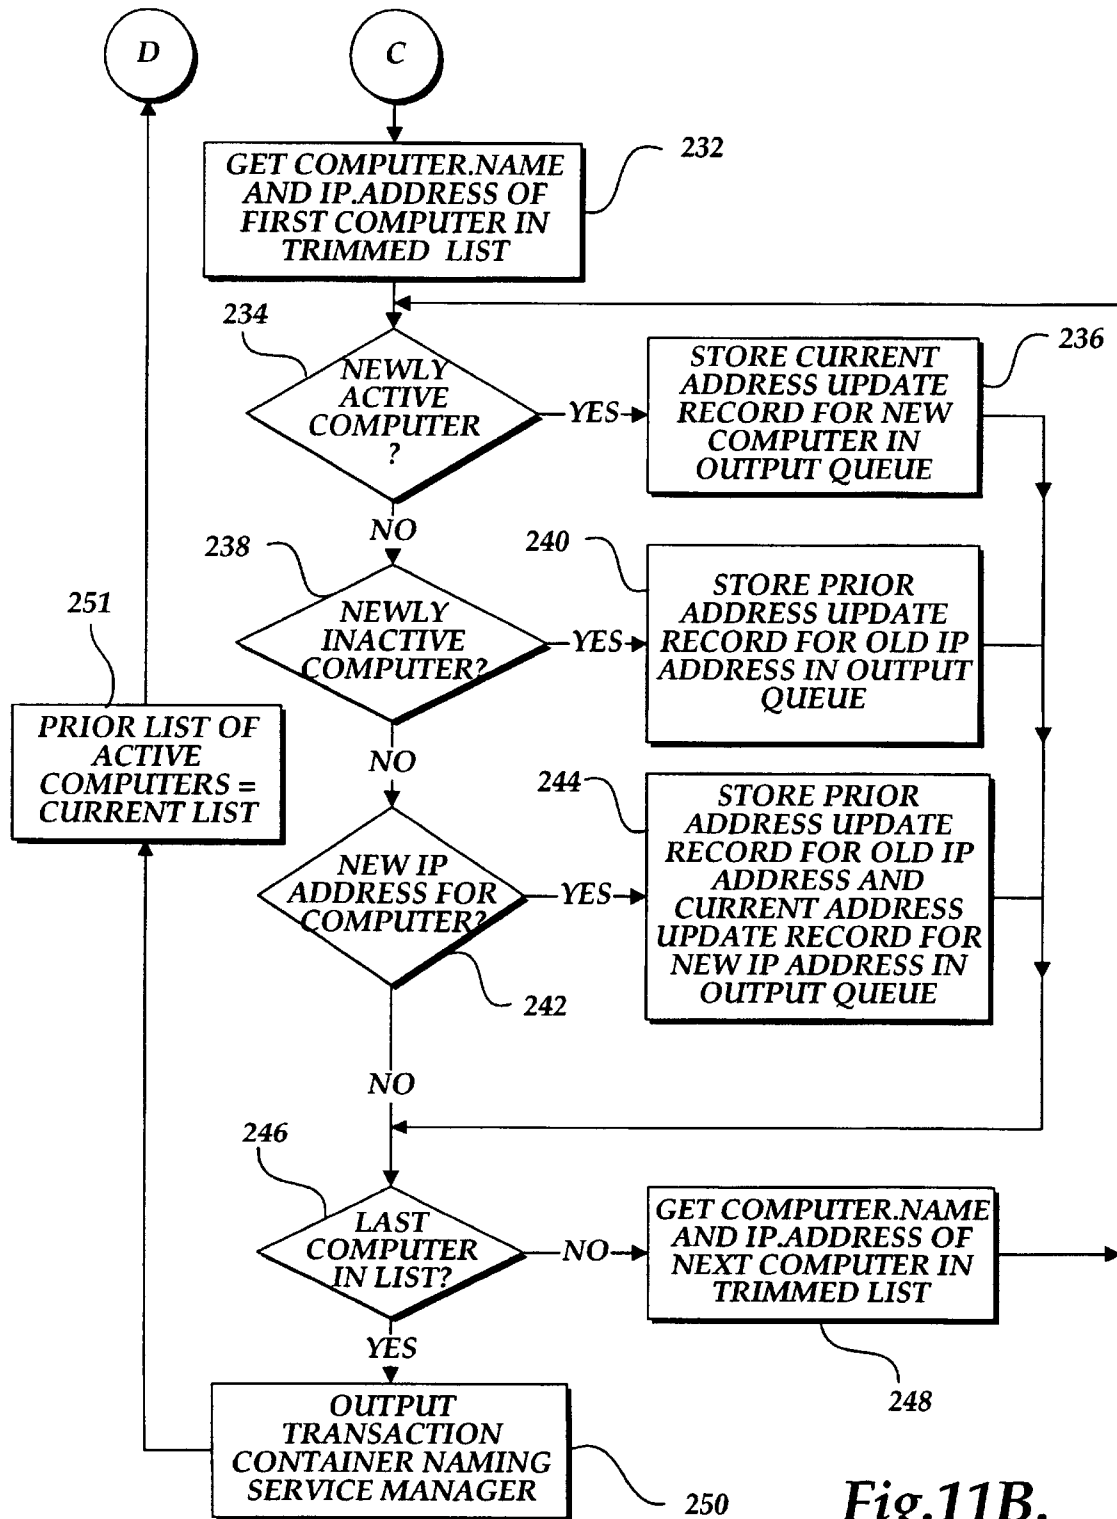 D
C
GET COMPUTER.NAME
AND IP.ADDRESS OF
FIRST COMPUTER IN
TRIMMED LIST
232
234
NEWLY
ACTIVE
COMPUTER
?
YES
STORE CURRENT
ADDRESS UPDATE
RECORD FOR NEW
COMPUTER IN
OUTPUT QUEUE
236
NO
238
NEWLY
INACTIVE
COMPUTER?
YES
240
STORE PRIOR
ADDRESS UPDATE
RECORD FOR OLD IP
ADDRESS IN OUTPUT
QUEUE
251
PRIOR LIST OF
ACTIVE
COMPUTERS =
CURRENT LIST
NO
NEW IP
ADDRESS FOR
COMPUTER?
242
YES
244
STORE PRIOR
ADDRESS UPDATE
RECORD FOR OLD IP
ADDRESS AND
CURRENT ADDRESS
UPDATE RECORD FOR
NEW IP ADDRESS IN
OUTPUT QUEUE
NO
246
LAST
COMPUTER
IN LIST?
NO
GET COMPUTER.NAME
AND IP.ADDRESS OF
NEXT COMPUTER IN
TRIMMED LIST
248
YES
OUTPUT
TRANSACTION
CONTAINER NAMING
SERVICE MANAGER
250
Fig.11B.